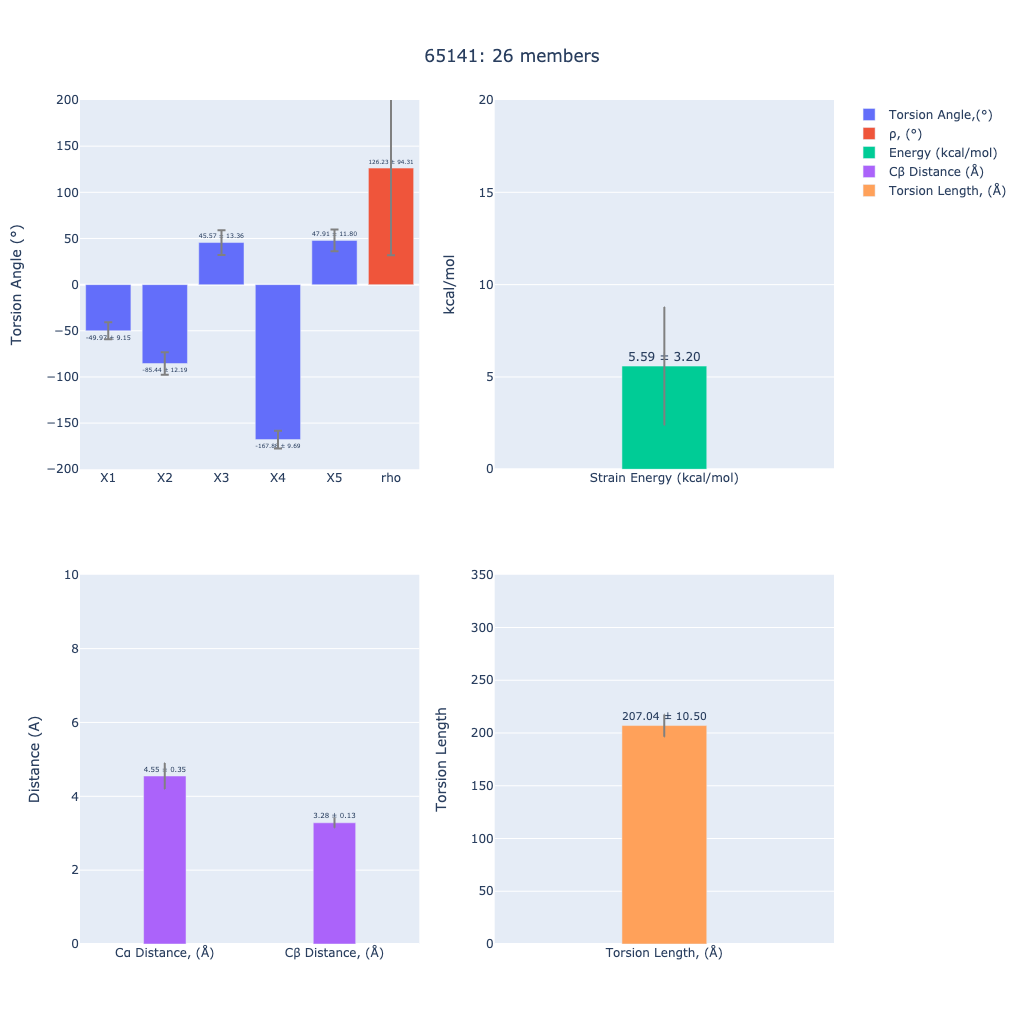 65141: 26 members
Torsion Angle (°)
200
150
100
50
0
−50
−100
−150
−200
-49.97 ± 9.15
-85.44 ± 12.19
45.57 ± 13.36
-167.88 ± 9.69
47.91 ± 11.80
126.23 ± 94.31
X1 X2 X3 X4 X5 rho
kcal/mol
20
15
10
5
0
5.59 ± 3.20
Strain Energy (kcal/mol)
Torsion Angle,(°)
ρ, (°)
Energy (kcal/mol)
Cβ Distance (Å)
Torsion Length, (Å)
Distance (A)
10
8
6
4
2
0
4.55 ± 0.35
3.28 ± 0.13
Cα Distance, (Å) Cβ Distance, (Å)
Torsion Length
350
300
250
200
150
100
50
0
207.04 ± 10.50
Torsion Length, (Å)